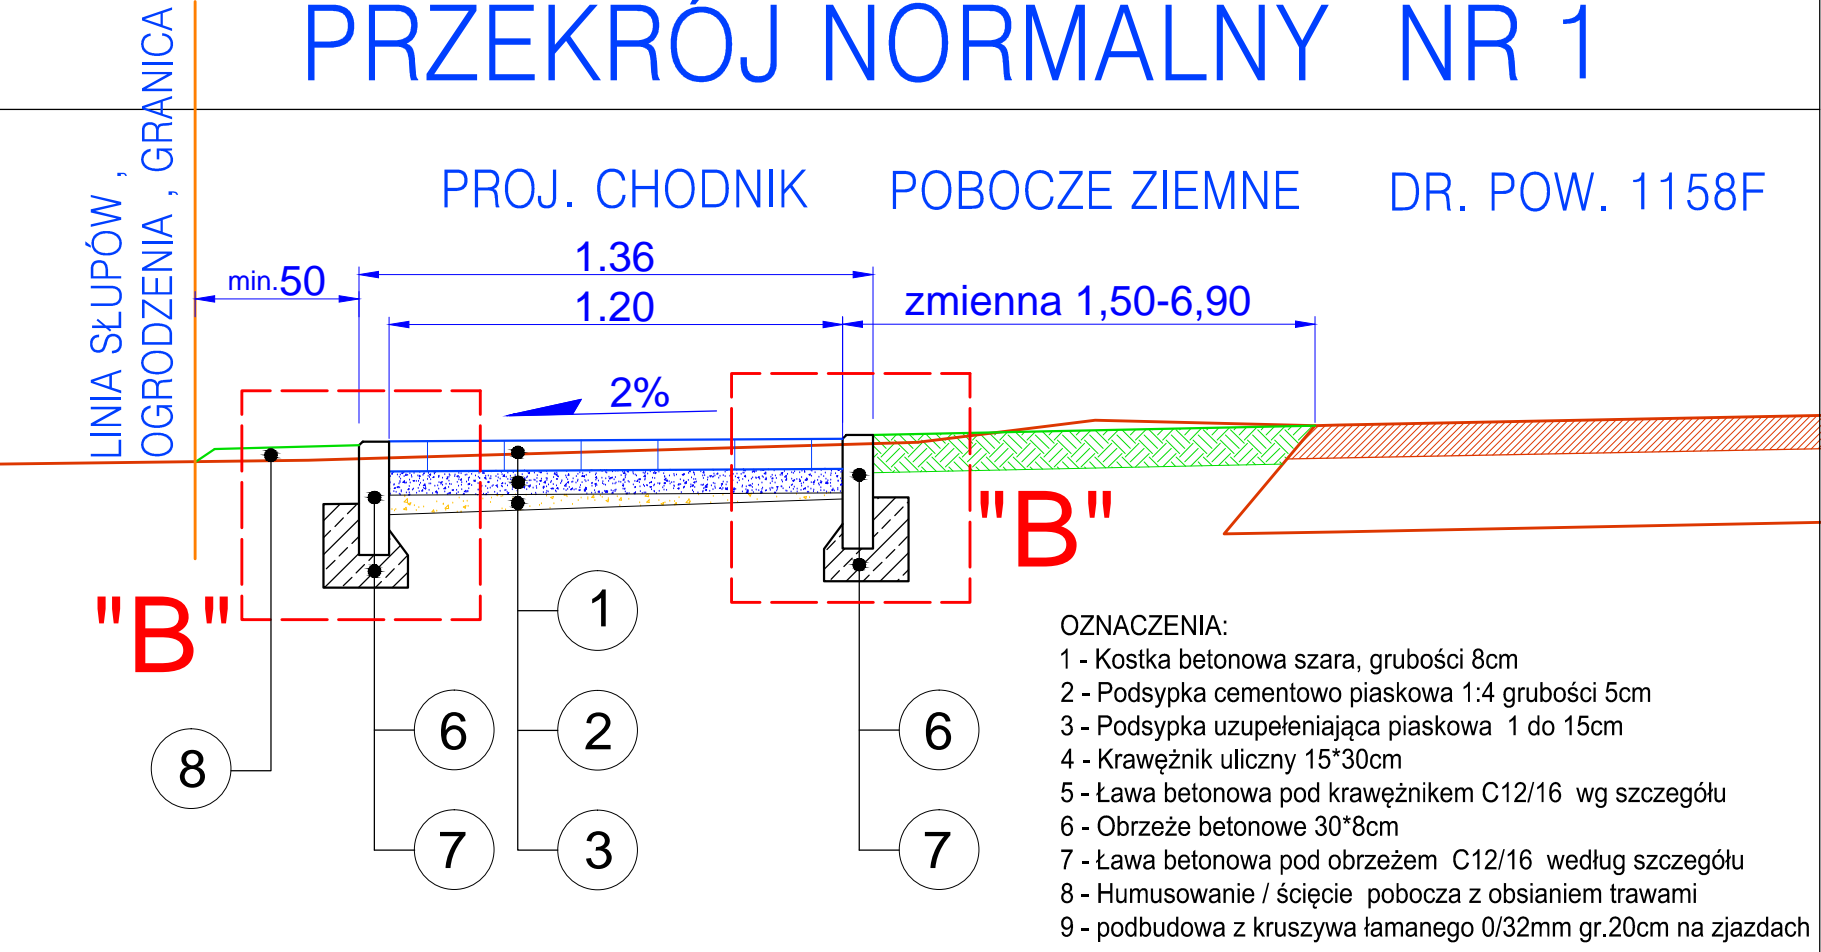 PRZEKRÓJ NORMALNY NR 1
LINIA SŁUPÓW ,
OGRODZENIA , GRANICA
PROJ. CHODNIK
POBOCZE ZIEMNE
DR. POW. 1158F
min.50
1.36
1.20
zmienna 1,50-6,90
2%
"B"
"B"
1
2
3
6
7
8
6
7
OZNACZENIA:
1 - Kostka betonowa szara, grubości 8cm
2 - Podsypka cementowo piaskowa 1:4 grubości 5cm
3 - Podsypka uzupełeniająca piaskowa 1 do 15cm
4 - Krawężnik uliczny 15*30cm
5 - Ława betonowa pod krawężnikem C12/16 wg szczegółu
6 - Obrzeże betonowe 30*8cm
7 - Ława betonowa pod obrzeżem C12/16 według szczegółu
8 - Humusowanie / ścięcie pobocza z obsianiem trawami
9 - podbudowa z kruszywa łamanego 0/32mm gr.20cm na zjazdach